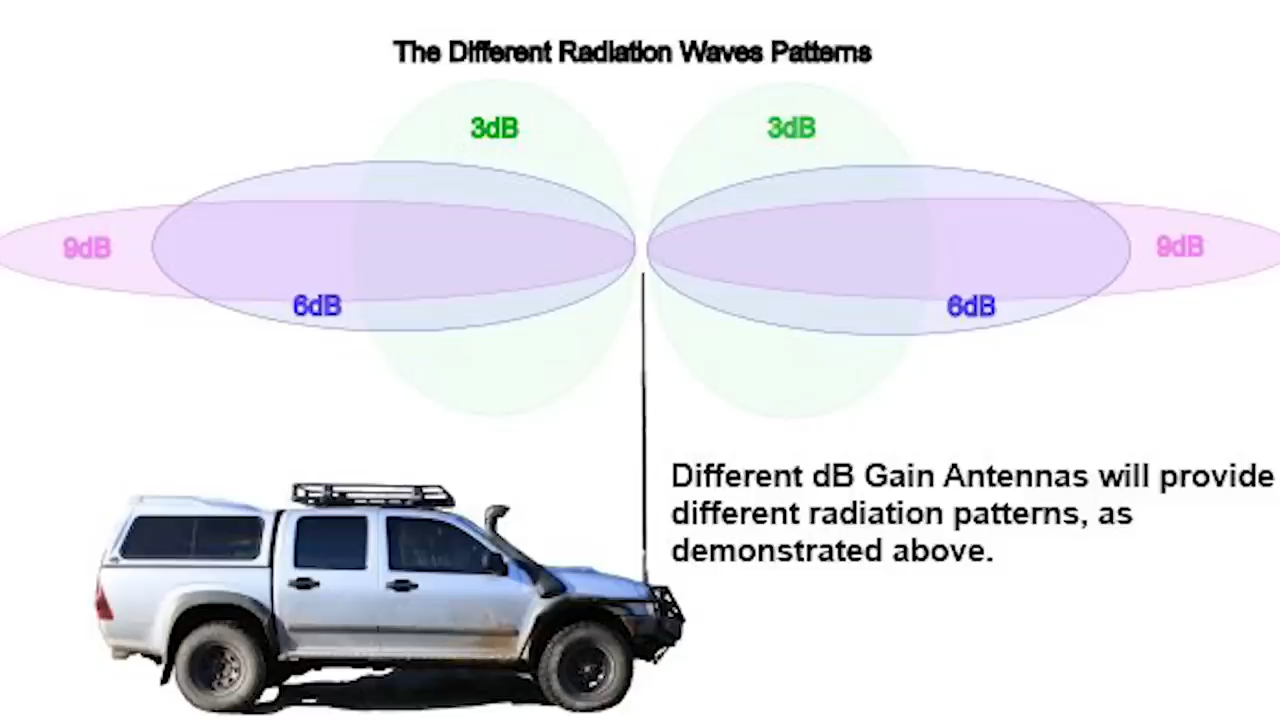 The Different Radiation Waves Patterns
3dB
3dB
9dB
9dB
6dB
6dB
Different dB Gain Antennas will provide
different radiation patterns, as
demonstrated above.